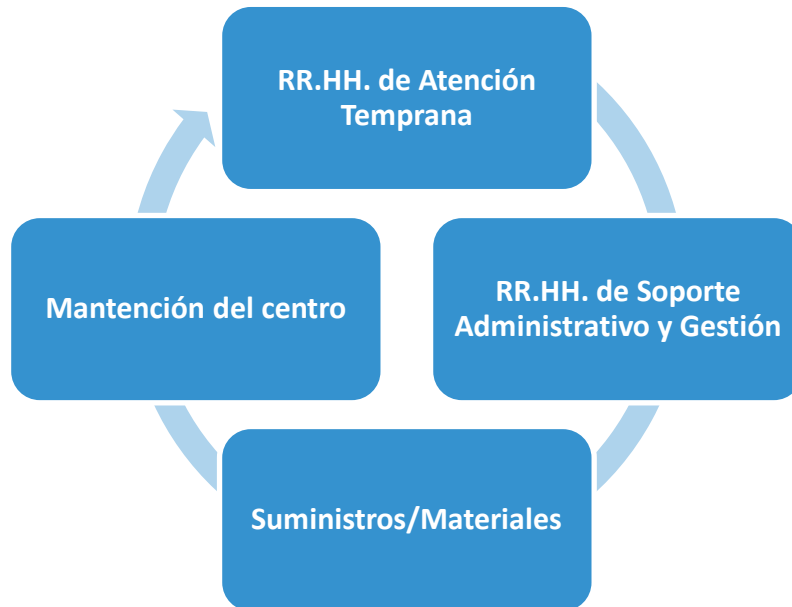 RR.HH. de Atención
Temprana
RR.HH. de Soporte
Administrativo y Gestión
Mantención del centro
Suministros/Materiales